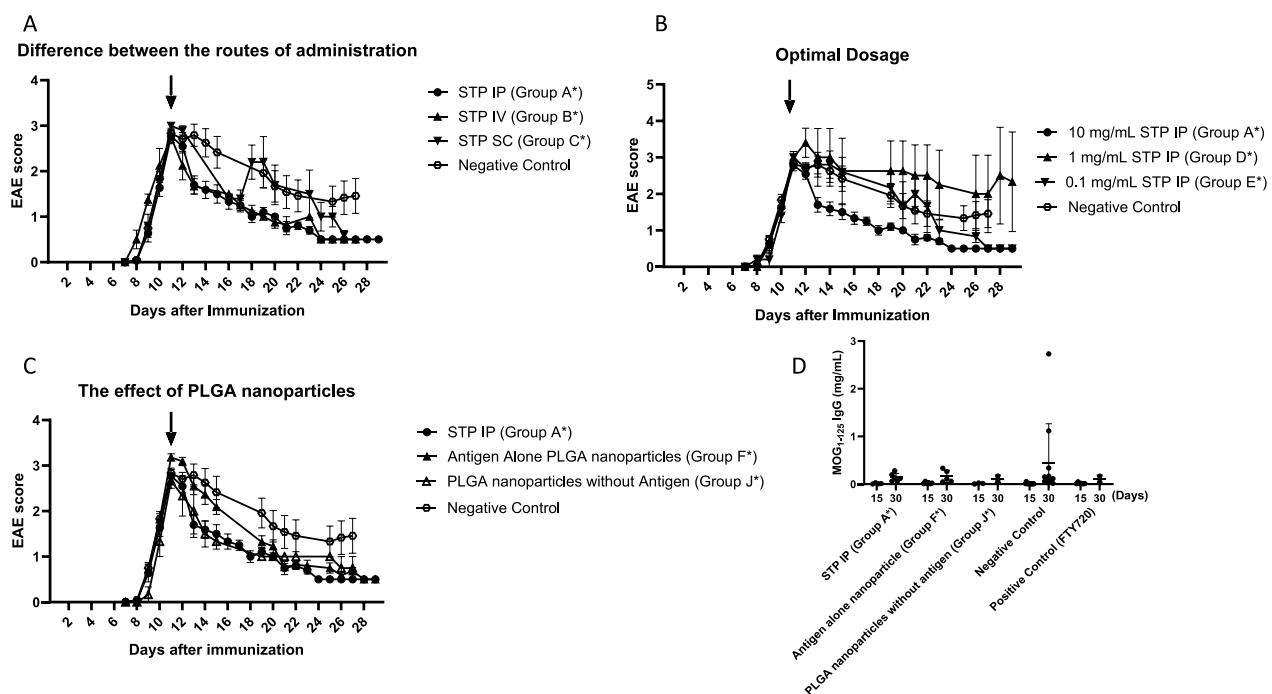 A
Difference between the routes of administration
4
3
2
1
0
EAE score
2 4 6 8 10 12 14 16 18 20 22 24 26 28
Days after Immunization
STP IP (Group A*)
STP IV (Group B*)
STP SC (Group C*)
Negative Control
B
Optimal Dosage
5
4
3
2
1
0
EAE score
2 4 6 8 10 12 14 16 18 20 22 24 26 28
Days after Immunization
10 mg/mL STP IP (Group A*)
1 mg/mL STP IP (Group D*)
0.1 mg/mL STP IP (Group E*)
Negative Control
C
The effect of PLGA nanoparticles
4
3
2
1
0
EAE score
2 4 6 8 10 12 14 16 18 20 22 24 26 28
Days after immunization
STP IP (Group A*)
Antigen Alone PLGA nanoparticles (Group F*)
PLGA nanoparticles without Antigen (Group J*)
Negative Control
D
3
2
1
0
MOG1-125 IgG (mg/mL)
15 30 15 30 15 30 15 30 15 30 (Days)
STP IP (Group A*)
Antigen alone nanoparticle (Group F*)
PLGA nanoparticles without antigen (Group J*)
Negative Control
Positive Control (FTY720)